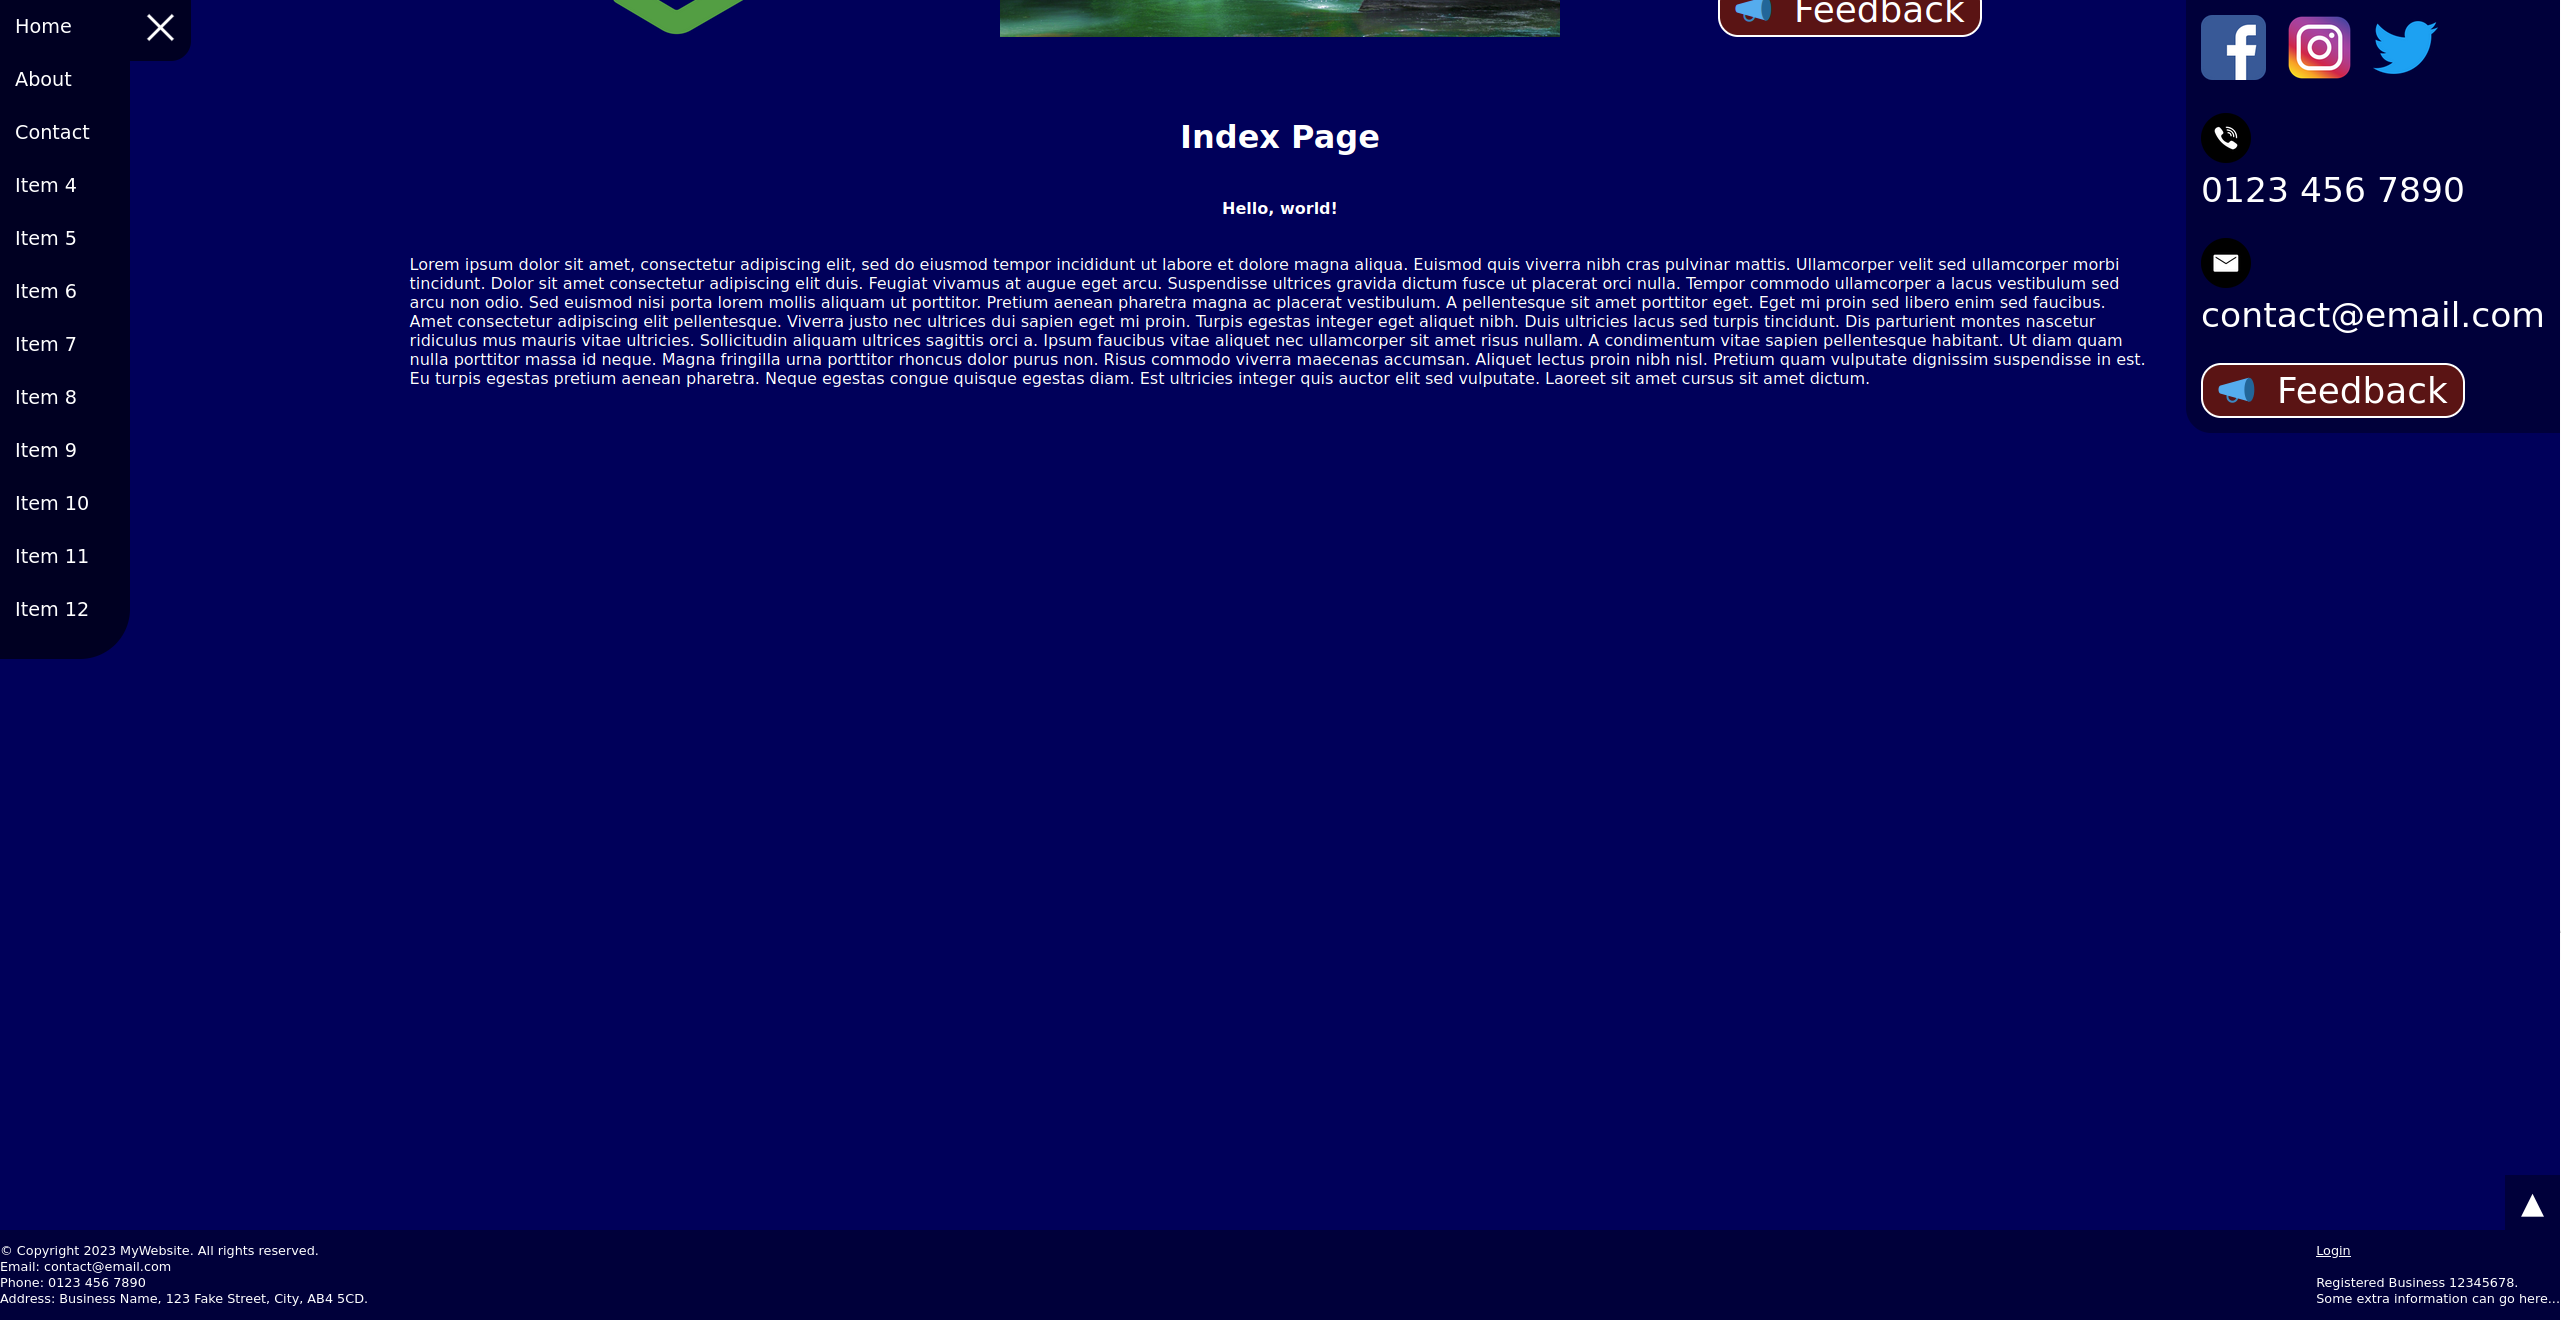 Home
About
Contact
Item 4
Item 5
Item 6
Item 7
Item 8
Item 9
Item 10
Item 11
Item 12
Feedback
Index Page
Hello, world!
Lorem ipsum dolor sit amet, consectetur adipiscing elit, sed do eiusmod tempor incididunt ut labore et dolore magna aliqua. Euismod quis viverra nibh cras pulvinar mattis. Ullamcorper velit sed ullamcorper morbi
tincidunt. Dolor sit amet consectetur adipiscing elit duis. Feugiat vivamus at augue eget arcu. Suspendisse ultrices gravida dictum fusce ut placerat orci nulla. Tempor commodo ullamcorper a lacus vestibulum sed
arcu non odio. Sed euismod nisi porta lorem mollis aliquam ut porttitor. Pretium aenean pharetra magna ac placerat vestibulum. A pellentesque sit amet porttitor eget. Eget mi proin sed libero enim sed faucibus.
Amet consectetur adipiscing elit pellentesque. Viverra justo nec ultrices dui sapien eget mi proin. Turpis egestas integer eget aliquet nibh. Duis ultricies lacus sed turpis tincidunt. Dis parturient montes nascetur
ridiculus mus mauris vitae ultricies. Sollicitudin aliquam ultrices sagittis orci a. Ipsum faucibus vitae aliquet nec ullamcorper sit amet risus nullam. A condimentum vitae sapien pellentesque habitant. Ut diam quam
nulla porttitor massa id neque. Magna fringilla urna porttitor rhoncus dolor purus non. Risus commodo viverra maecenas accumsan. Aliquet lectus proin nibh nisl. Pretium quam vulputate dignissim suspendisse in est.
Eu turpis egestas pretium aenean pharetra. Neque egestas congue quisque egestas diam. Est ultricies integer quis auctor elit sed vulputate. Laoreet sit amet cursus sit amet dictum.
0123 456 7890
contact@email.com
Feedback
© Copyright 2023 MyWebsite. All rights reserved.
Email: contact@email.com
Phone: 0123 456 7890
Address: Business Name, 123 Fake Street, City, AB4 5CD.
Login
Registered Business 12345678.
Some extra information can go here...